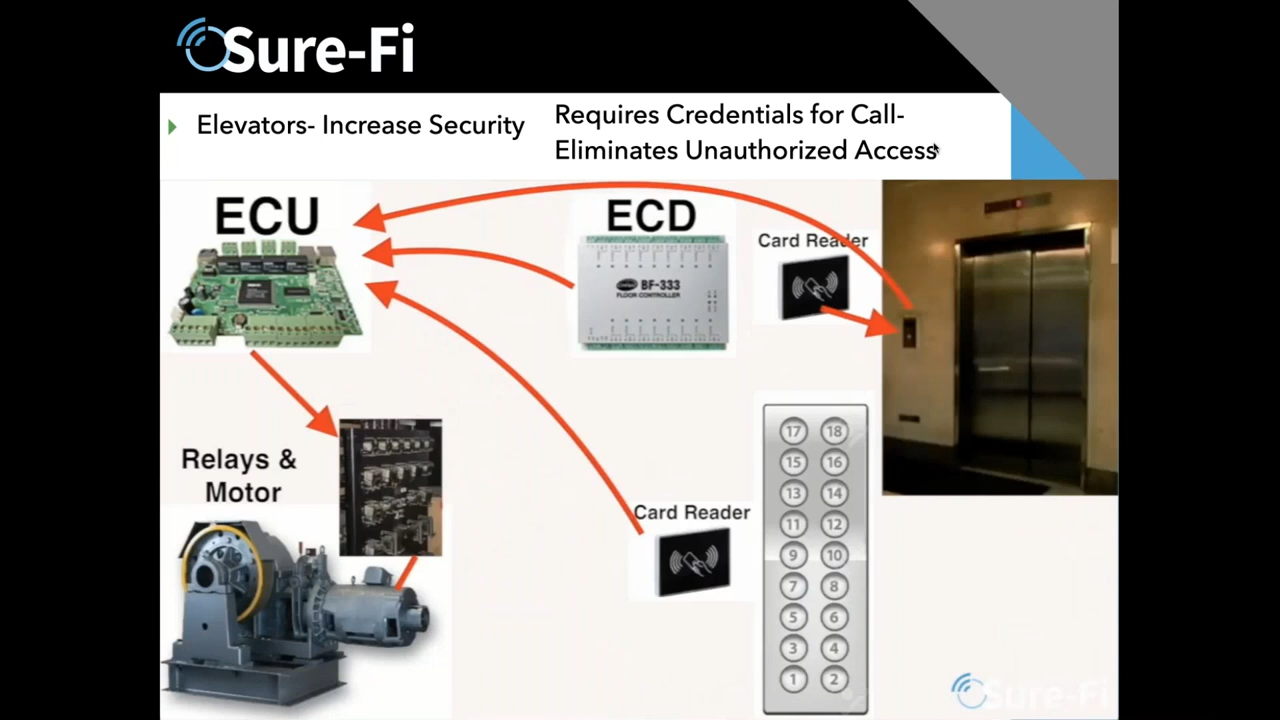 Sure-Fi
Elevators- Increase Security
Requires Credentials for Call-
Eliminates Unauthorized Access
ECU
ECD
Card Reader
BF-333
FLOOR CONTROLLER
Relays &
Motor
Card Reader
17 18
15 16
13 14
11 12
9 10
7 8
5 6
3 4
1 2
Sure-Fi